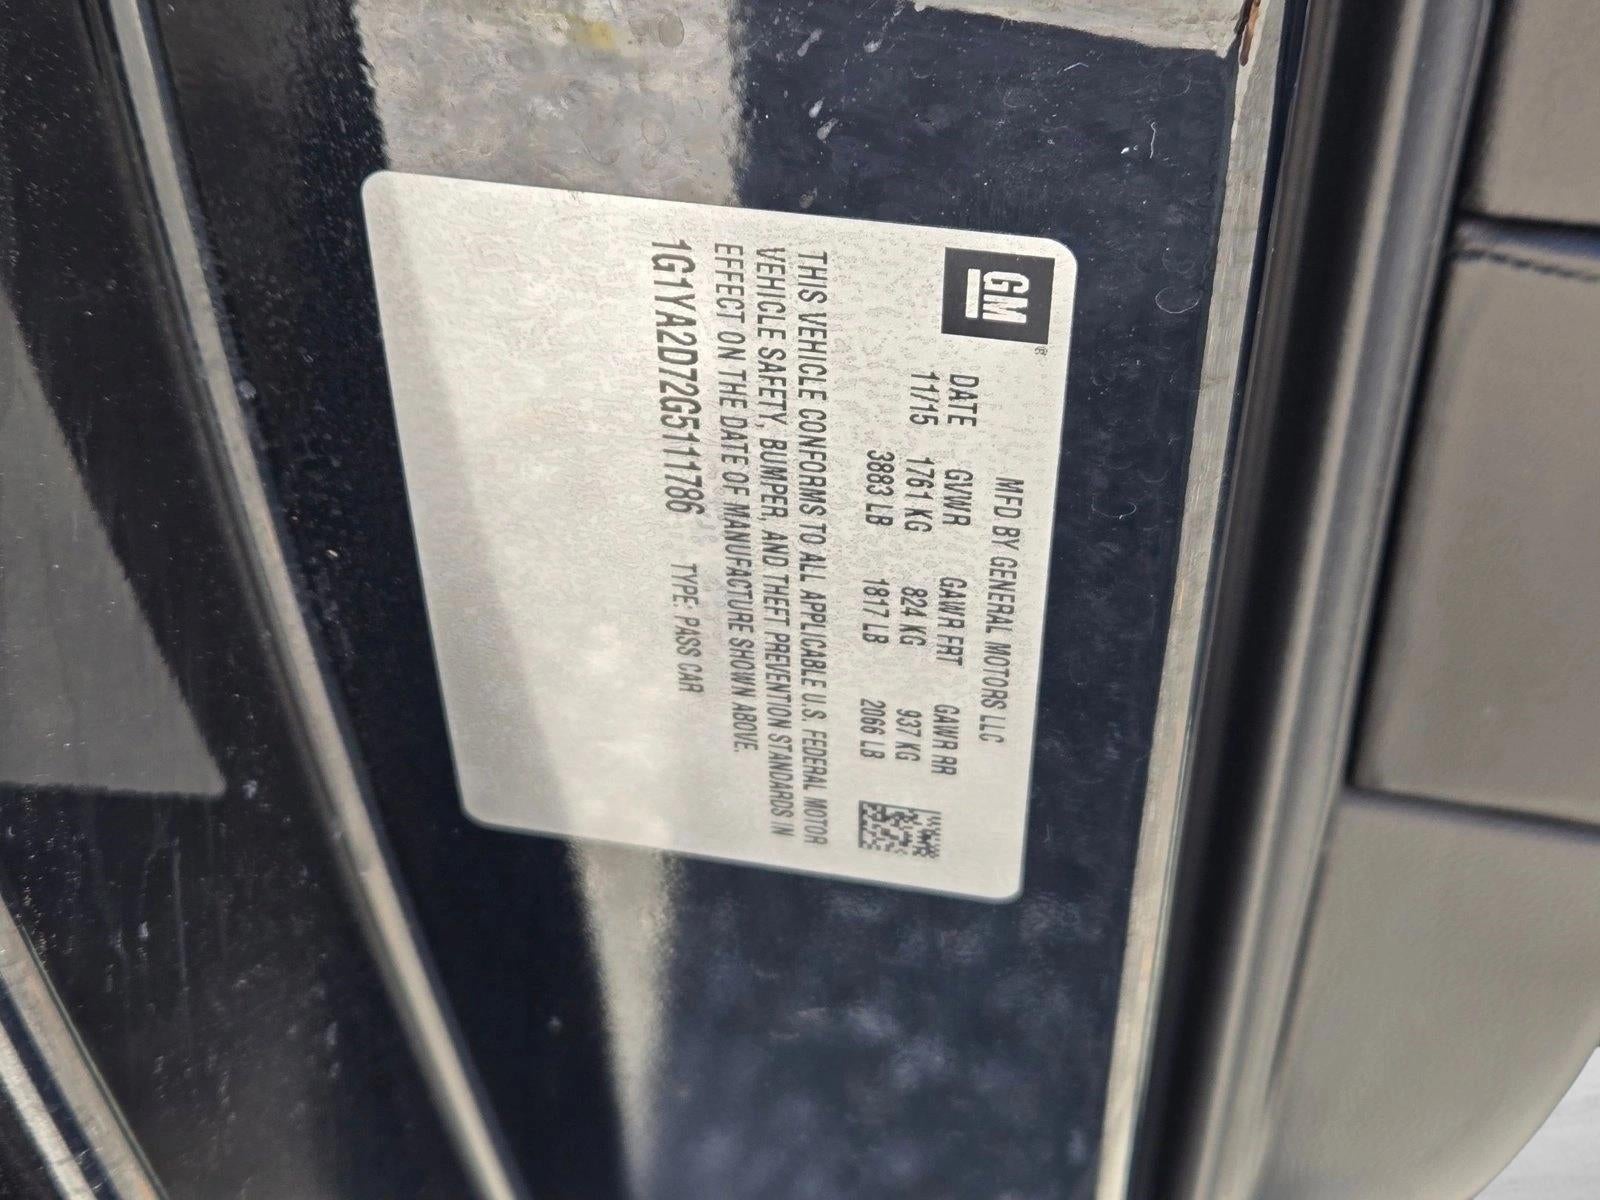 GM ®
MFD BY GENERAL MOTORS LLC
DATE GVWR GAWR FRT GAWR RR
11/15 1761 KG 824 KG 937 KG
3883 LB 1817 LB 2066 LB
THIS VEHICLE CONFORMS TO ALL APPLICABLE U.S. FEDERAL MOTOR
VEHICLE SAFETY, BUMPER, AND THEFT PREVENTION STANDARDS IN
EFFECT ON THE DATE OF MANUFACTURE SHOWN ABOVE.
1G1YA2D72G5111786 TYPE: PASS CAR